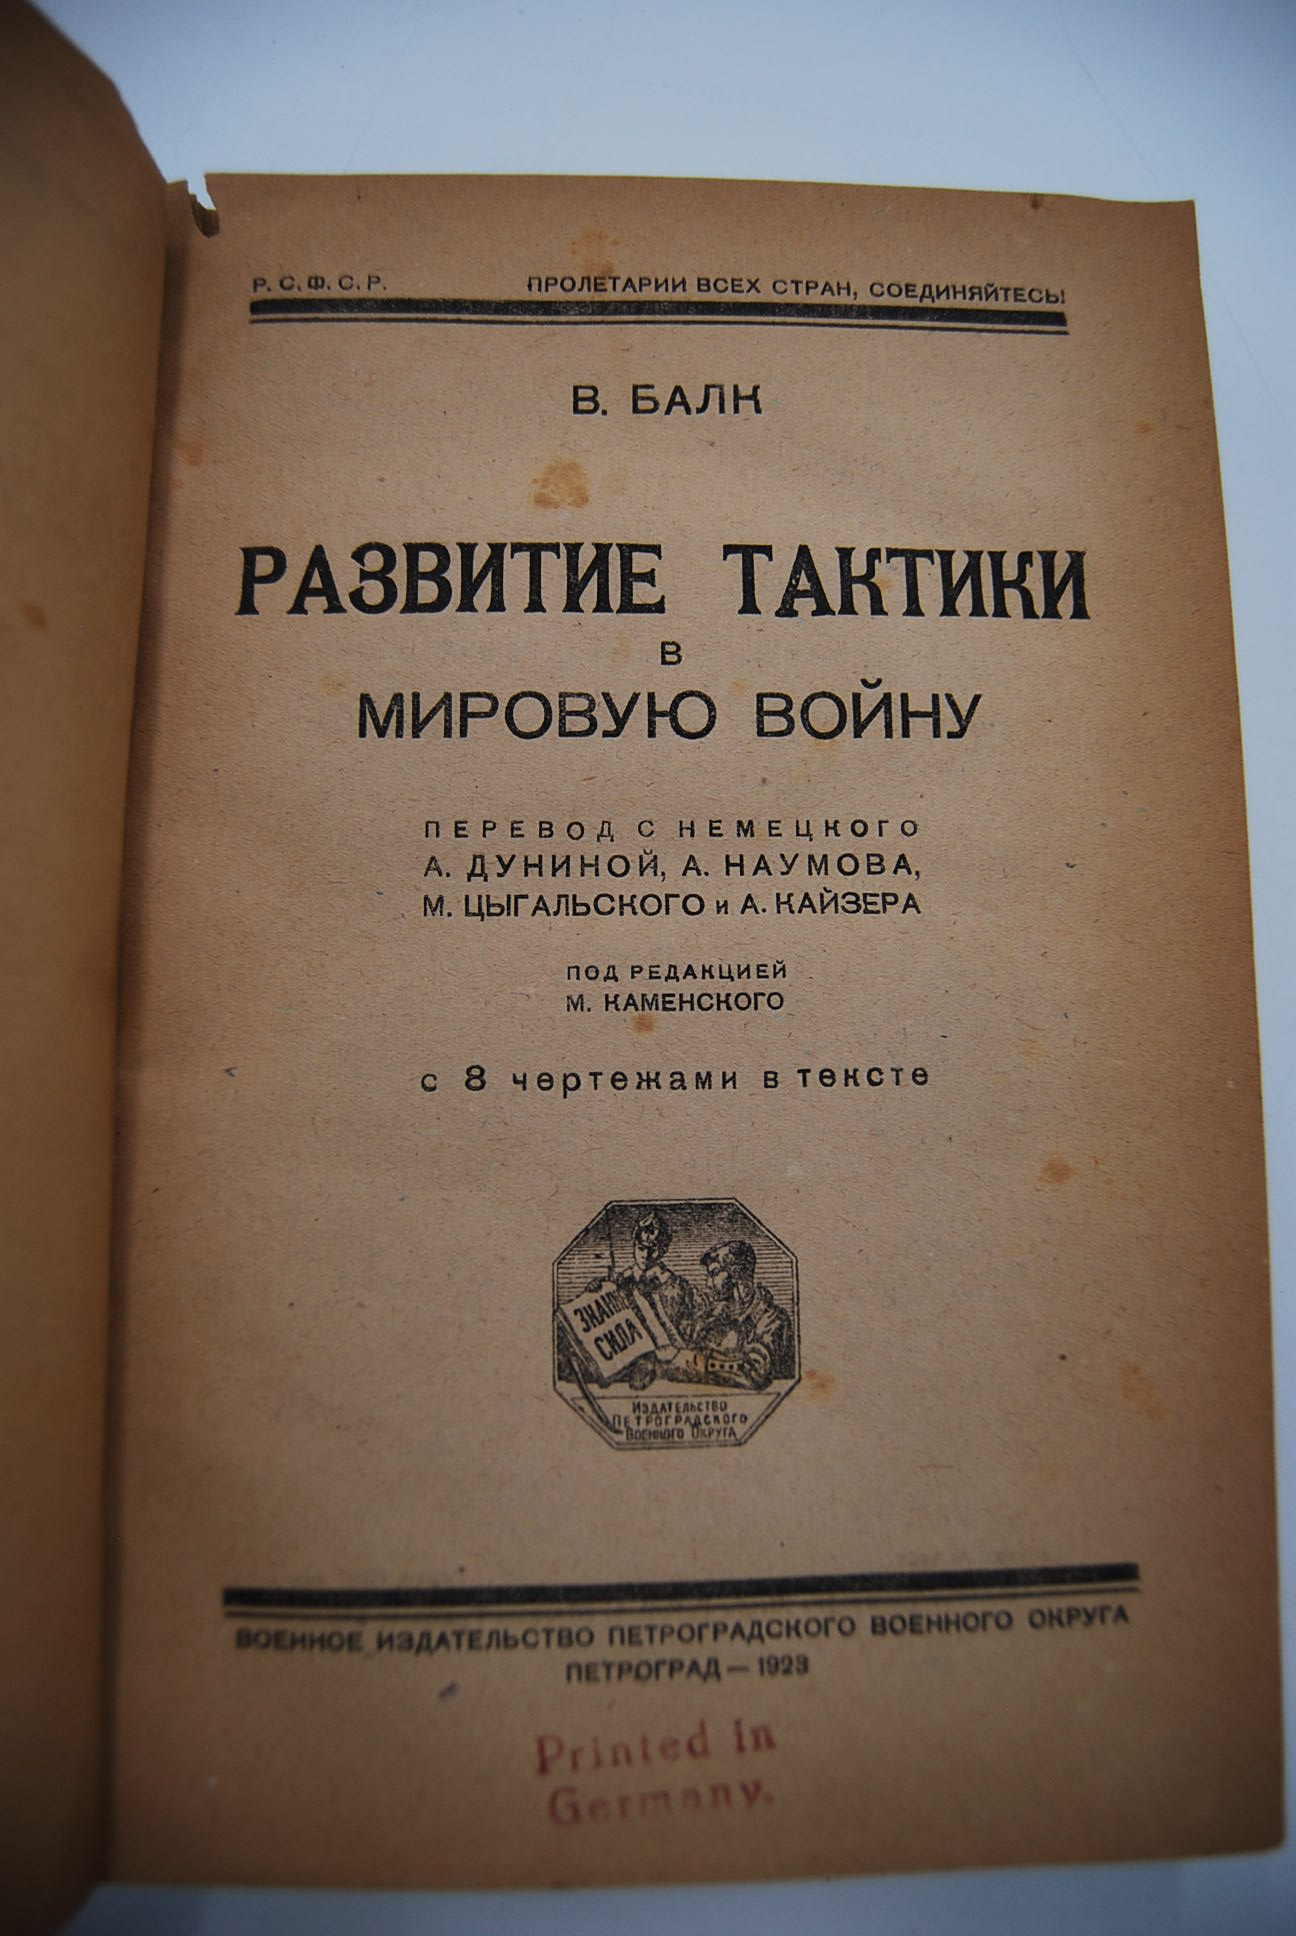 Р. С. Ф. С. Р. ПРОЛЕТАРИИ ВСЕХ СТРАН, СОЕДИНЯЙТЕСЬ!
В. БАЛК
РАЗВИТИЕ ТАКТИКИ
В
МИРОВУЮ ВОЙНУ
ПЕРЕВОД С НЕМЕЦКОГО
А. ДУНИНОЙ, А. НАУМОВА,
М. ЦЫГАЛЬСКОГО и А. КАЙЗЕРА
ПОД РЕДАКЦИЕЙ
М. КАМЕНСКОГО
с 8 чертежами в тексте
ЗНАНИЕ
СИЛА
ИЗДАТЕЛЬСТВО
ПЕТРОГРАДСКОГО
ВОЕННОГО ОКРУГА
ВОЕННОЕ ИЗДАТЕЛЬСТВО ПЕТРОГРАДСКОГО ВОЕННОГО ОКРУГА
ПЕТРОГРАД — 1923
Printed in
Germany.